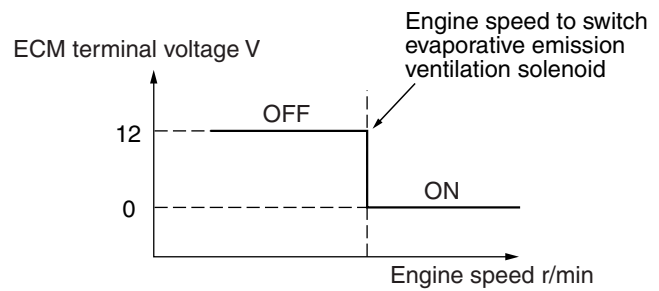 Engine speed to switch
evaporative emission
ventilation solenoid
ECM terminal voltage V
OFF
12
ON
0
Engine speed r/min